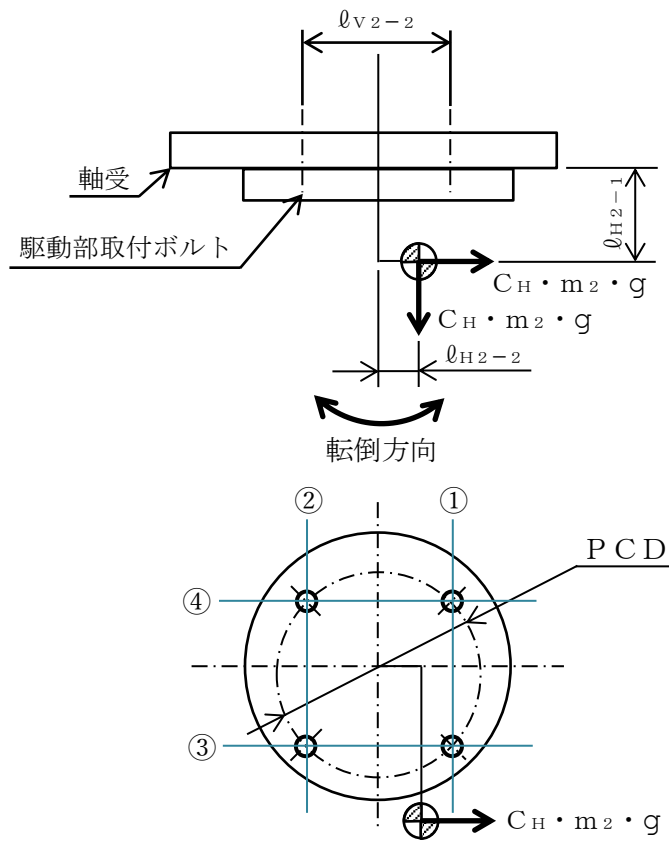 ℓV2-2
軸受
駆動部取付ボルト
ℓH2-1
CH・m2・g
CH・m2・g
ℓH2-2
転倒方向
② ①
PCD
④
③
CH・m2・g